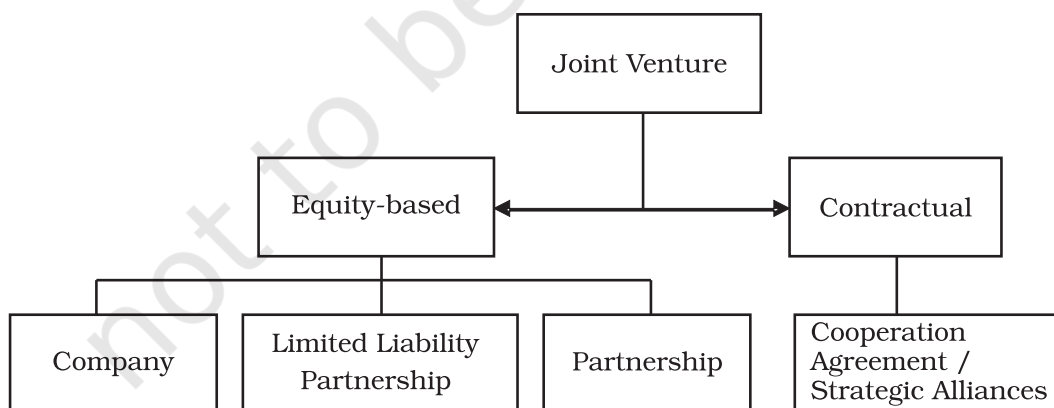 not to be
Joint Venture
Equity-based
Contractual
Company
Limited Liability
Partnership
Partnership
Cooperation
Agreement /
Strategic Alliances